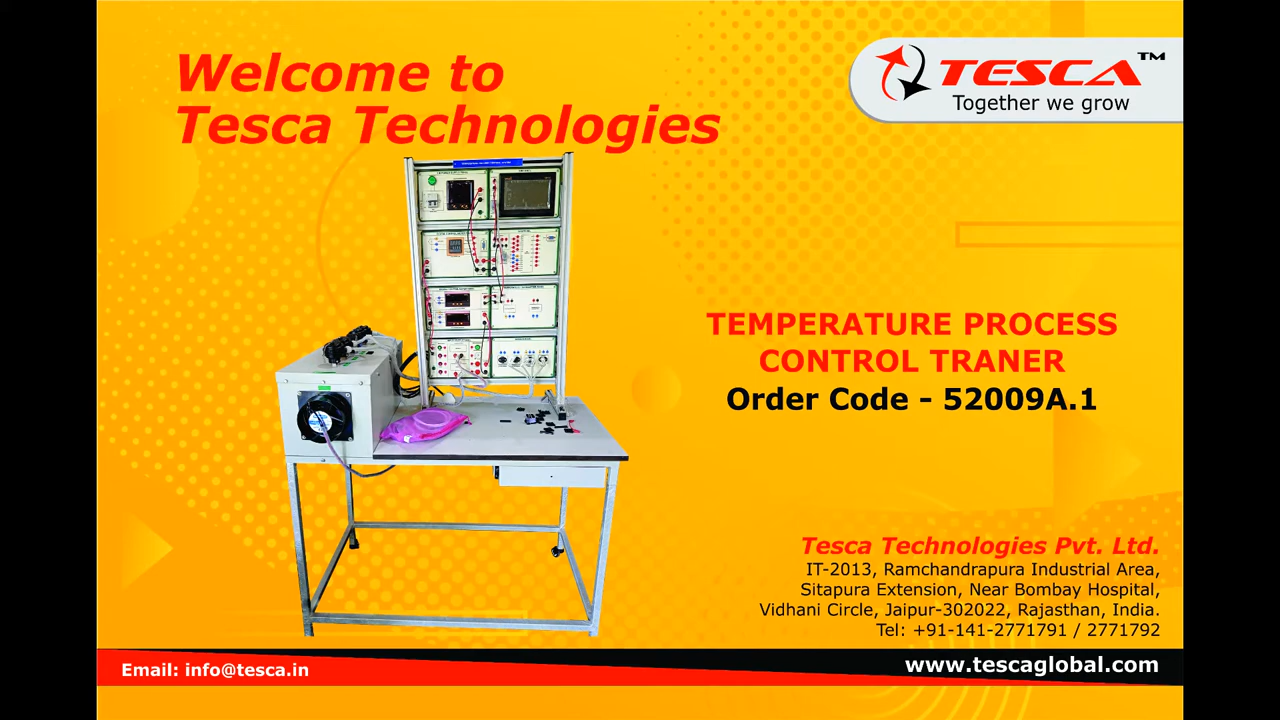 Welcome to
Tesca Technologies
TESCA™
Together we grow
TEMPERATURE PROCESS
CONTROL TRANER
Order Code - 52009A.1
Tesca Technologies Pvt. Ltd.
IT-2013, Ramchandrapura Industrial Area,
Sitapura Extension, Near Bombay Hospital,
Vidhani Circle, Jaipur-302022, Rajasthan, India.
Tel: +91-141-2771791 / 2771792
Email: info@tesca.in
www.tescaglobal.com